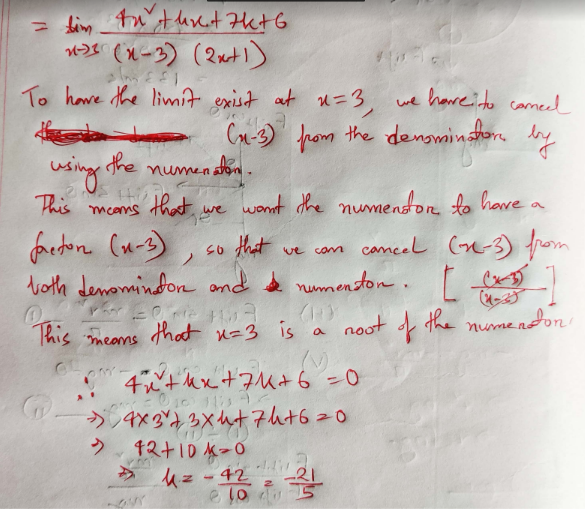 = lim 4x² + kx + 7k + 6
x→3 (x-3) (2x+1)
To have the limit exist at x=3, we have to cancel
(x-3) from the denominator by
using the numerator.
This means that we want the numerator to have a
factor (x-3), so that we can cancel (x-3) from
both denominator and numerator. [ (x-3) / (x-3) ]
This means that x=3 is a root of the numerator.
∴ 4x² + kx + 7k + 6 = 0
⇒ 4×3² + 3×k + 7k + 6 = 0
⇒ 42 + 10k = 0
⇒ k = - 42/10 = -21/5